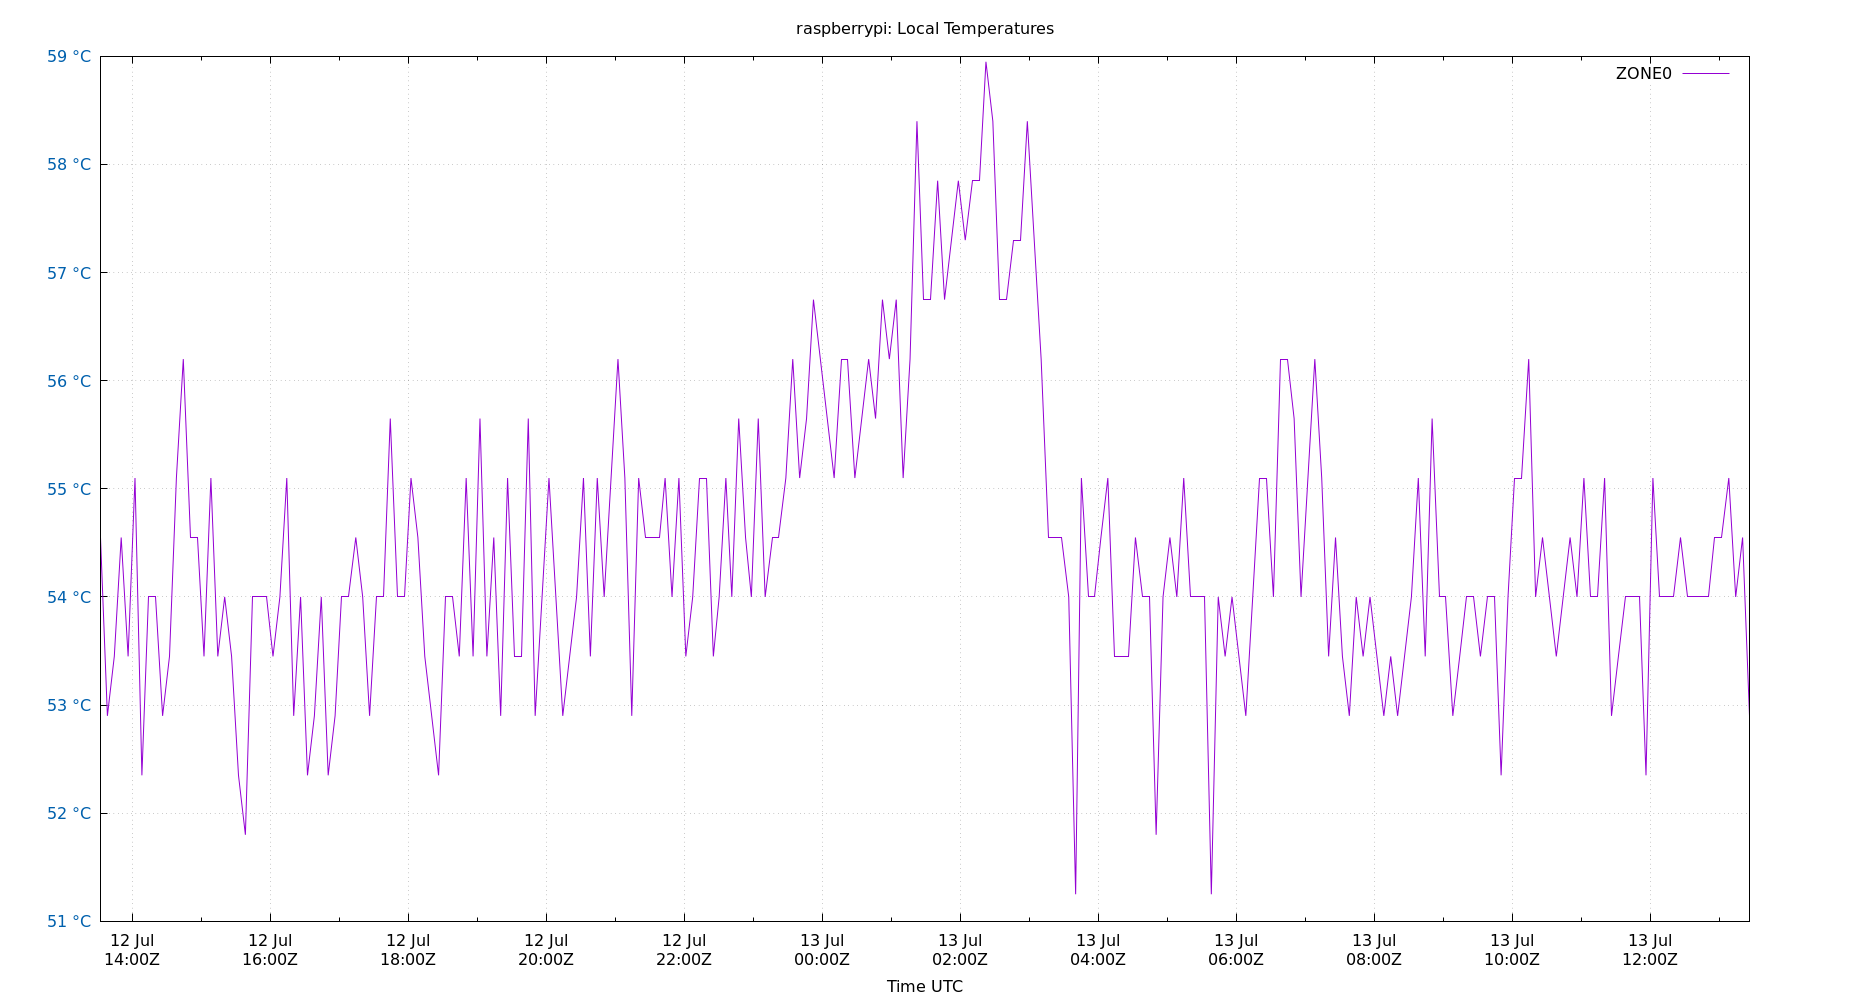 raspberrypi: Local Temperatures
ZONE0
59 °C
58 °C
57 °C
56 °C
55 °C
54 °C
53 °C
52 °C
51 °C
12 Jul 12 Jul 12 Jul 12 Jul 12 Jul 13 Jul 13 Jul 13 Jul 13 Jul 13 Jul 13 Jul 13 Jul
14:00Z 16:00Z 18:00Z 20:00Z 22:00Z 00:00Z 02:00Z 04:00Z 06:00Z 08:00Z 10:00Z 12:00Z
Time UTC